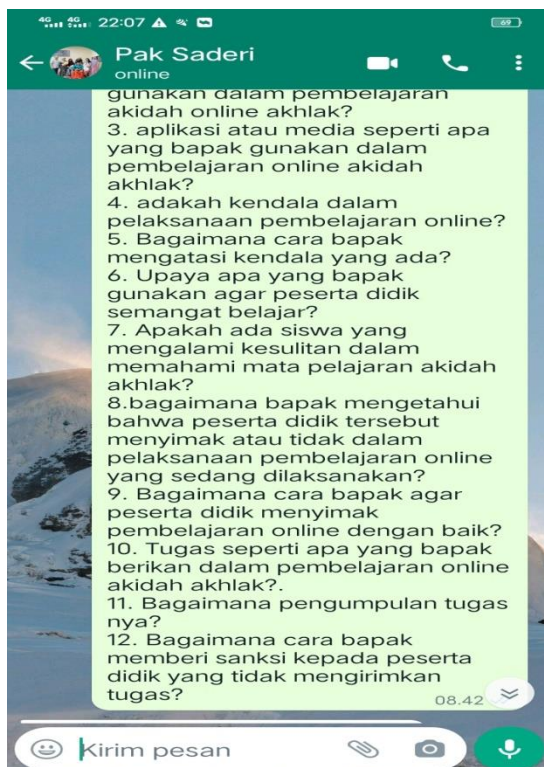 4G 4G 22:07
69
Pak Saderi
online
gunakan dalam pembelajaran
akidah online akhlak?
3. aplikasi atau media seperti apa
yang bapak gunakan dalam
pembelajaran online akidah
akhlak?
4. adakah kendala dalam
pelaksanaan pembelajaran online?
5. Bagaimana cara bapak
mengatasi kendala yang ada?
6. Upaya apa yang bapak
gunakan agar peserta didik
semangat belajar?
7. Apakah ada siswa yang
mengalami kesulitan dalam
memahami mata pelajaran akidah
akhlak?
8.bagaimana bapak mengetahui
bahwa peserta didik tersebut
menyimak atau tidak dalam
pelaksanaan pembelajaran online
yang sedang dilaksanakan?
9. Bagaimana cara bapak agar
peserta didik menyimak
pembelajaran online dengan baik?
10. Tugas seperti apa yang bapak
berikan dalam pembelajaran online
akidah akhlak?.
11. Bagaimana pengumpulan tugas
nya?
12. Bagaimana cara bapak
memberi sanksi kepada peserta
didik yang tidak mengirimkan
tugas?
08.42
Kirim pesan